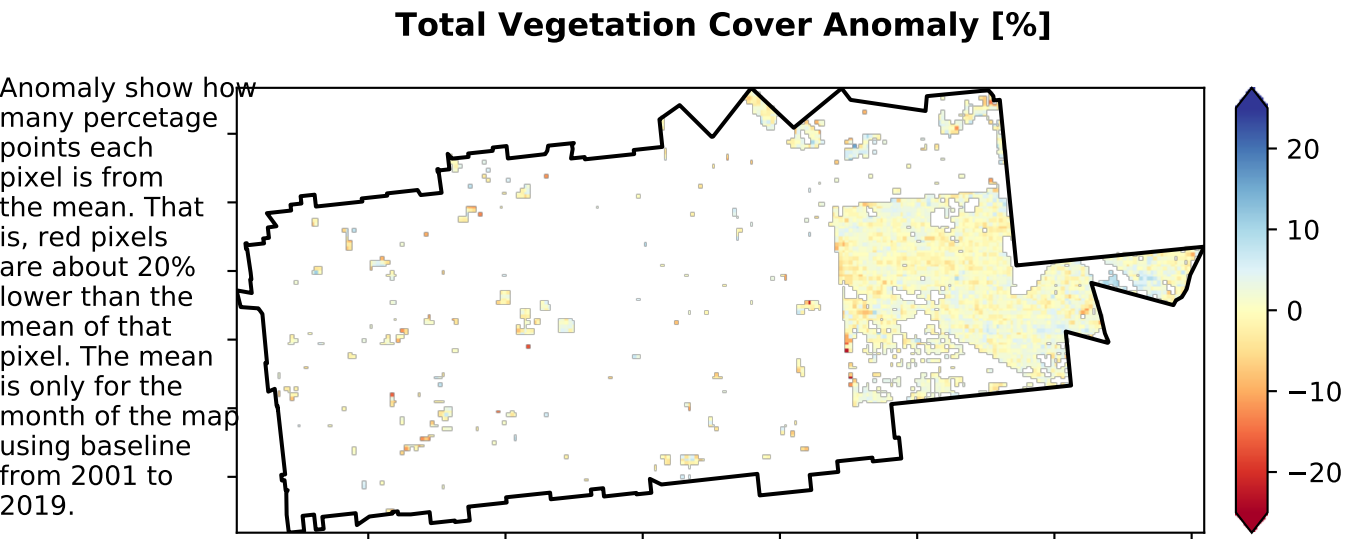 Total Vegetation Cover Anomaly [%]
Anomaly show how
many percetage
points each
pixel is from
the mean. That
is, red pixels
are about 20%
lower than the
mean of that
pixel. The mean
is only for the
month of the map
using baseline
from 2001 to
2019.
20
10
0
−10
−20